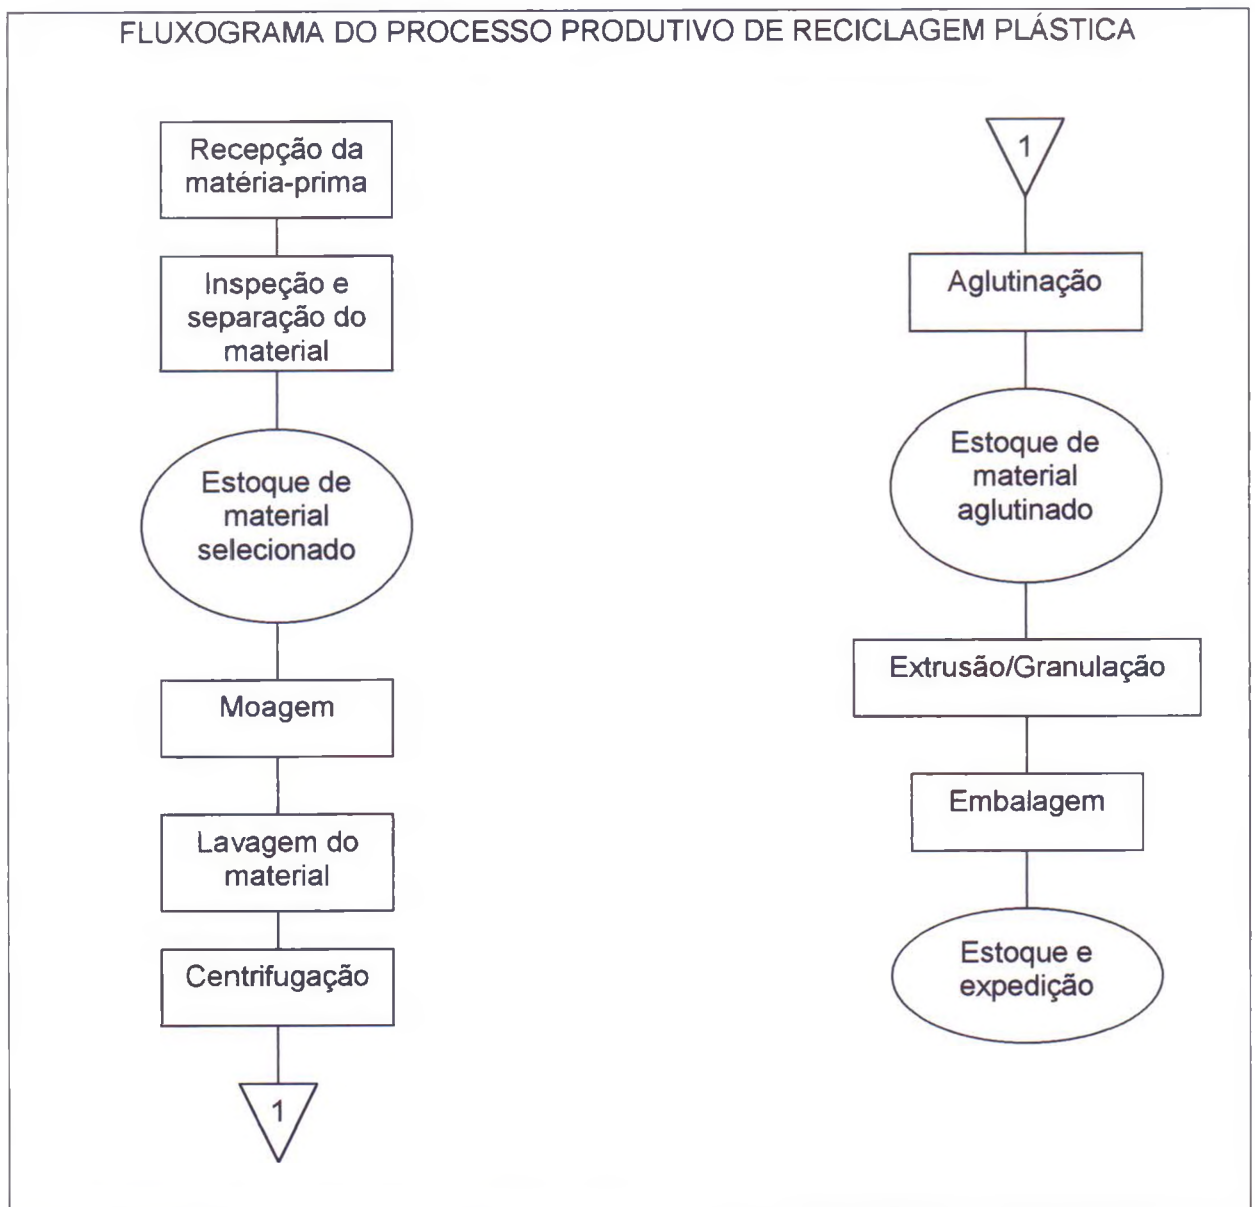 FLUXOGRAMA DO PROCESSO PRODUTIVO DE RECICLAGEM PLÁSTICA
Recepção da
matéria-prima
Inspeção e
separação do
material
Estoque de
material
selecionado
Moagem
Lavagem do
material
Centrifugação
1
1
Aglutinação
Estoque de
material
aglutinado
Extrusão/Granulação
Embalagem
Estoque e
expedição